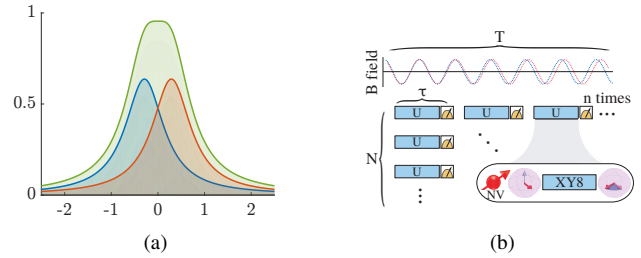 1
0.5
0
-2 -1 0 1 2
(a)
T
B field
τ
n times
U U U ...
N
U
U
XY8
NV
(b)